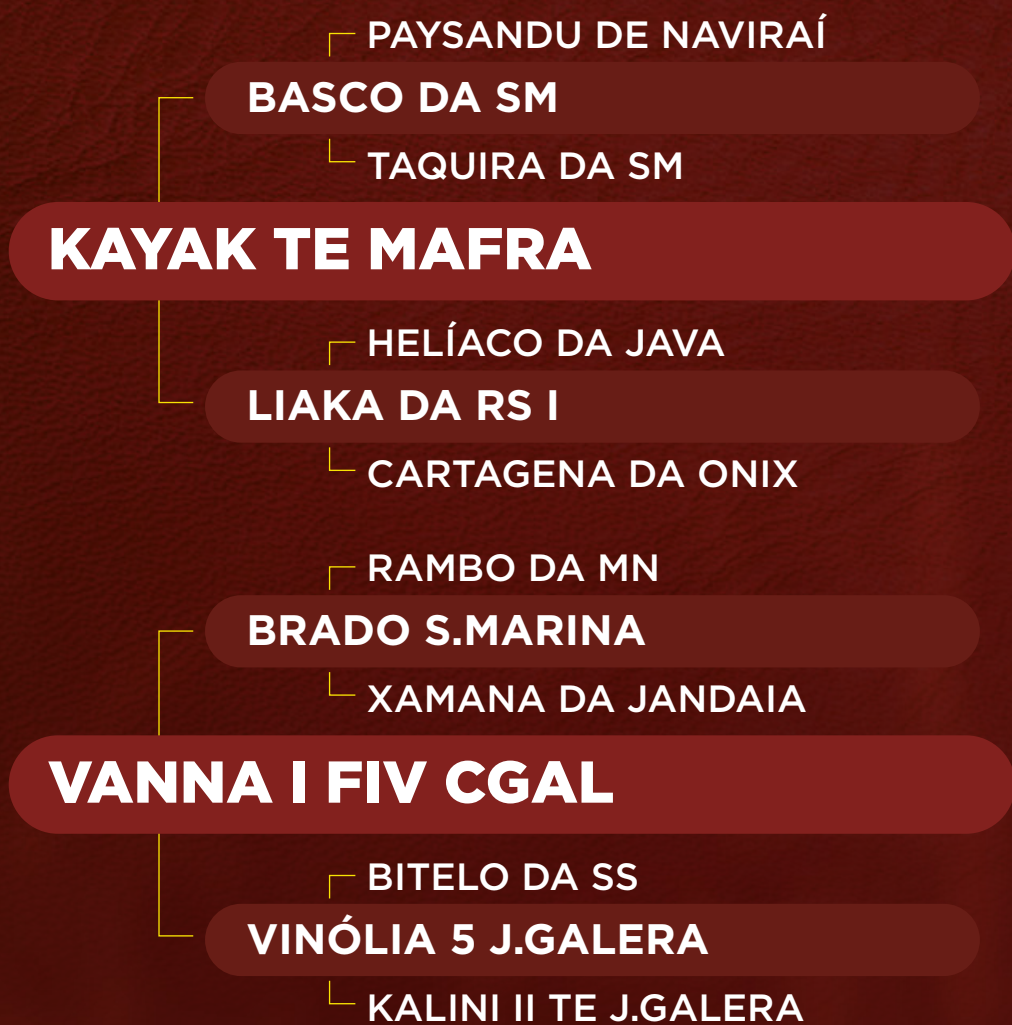 PAYSANDU DE NAVIRAÍ
BASCO DA SM
TAQUIRA DA SM
KAYAK TE MAFRA
HELÍACO DA JAVA
LIAKA DA RS I
CARTAGENA DA ONIX
RAMBO DA MN
BRADO S.MARINA
XAMANA DA JANDAIA
VANNA I FIV CGAL
BITELO DA SS
VINÓLIA 5 J.GALERA
KALINI II TE J.GALERA